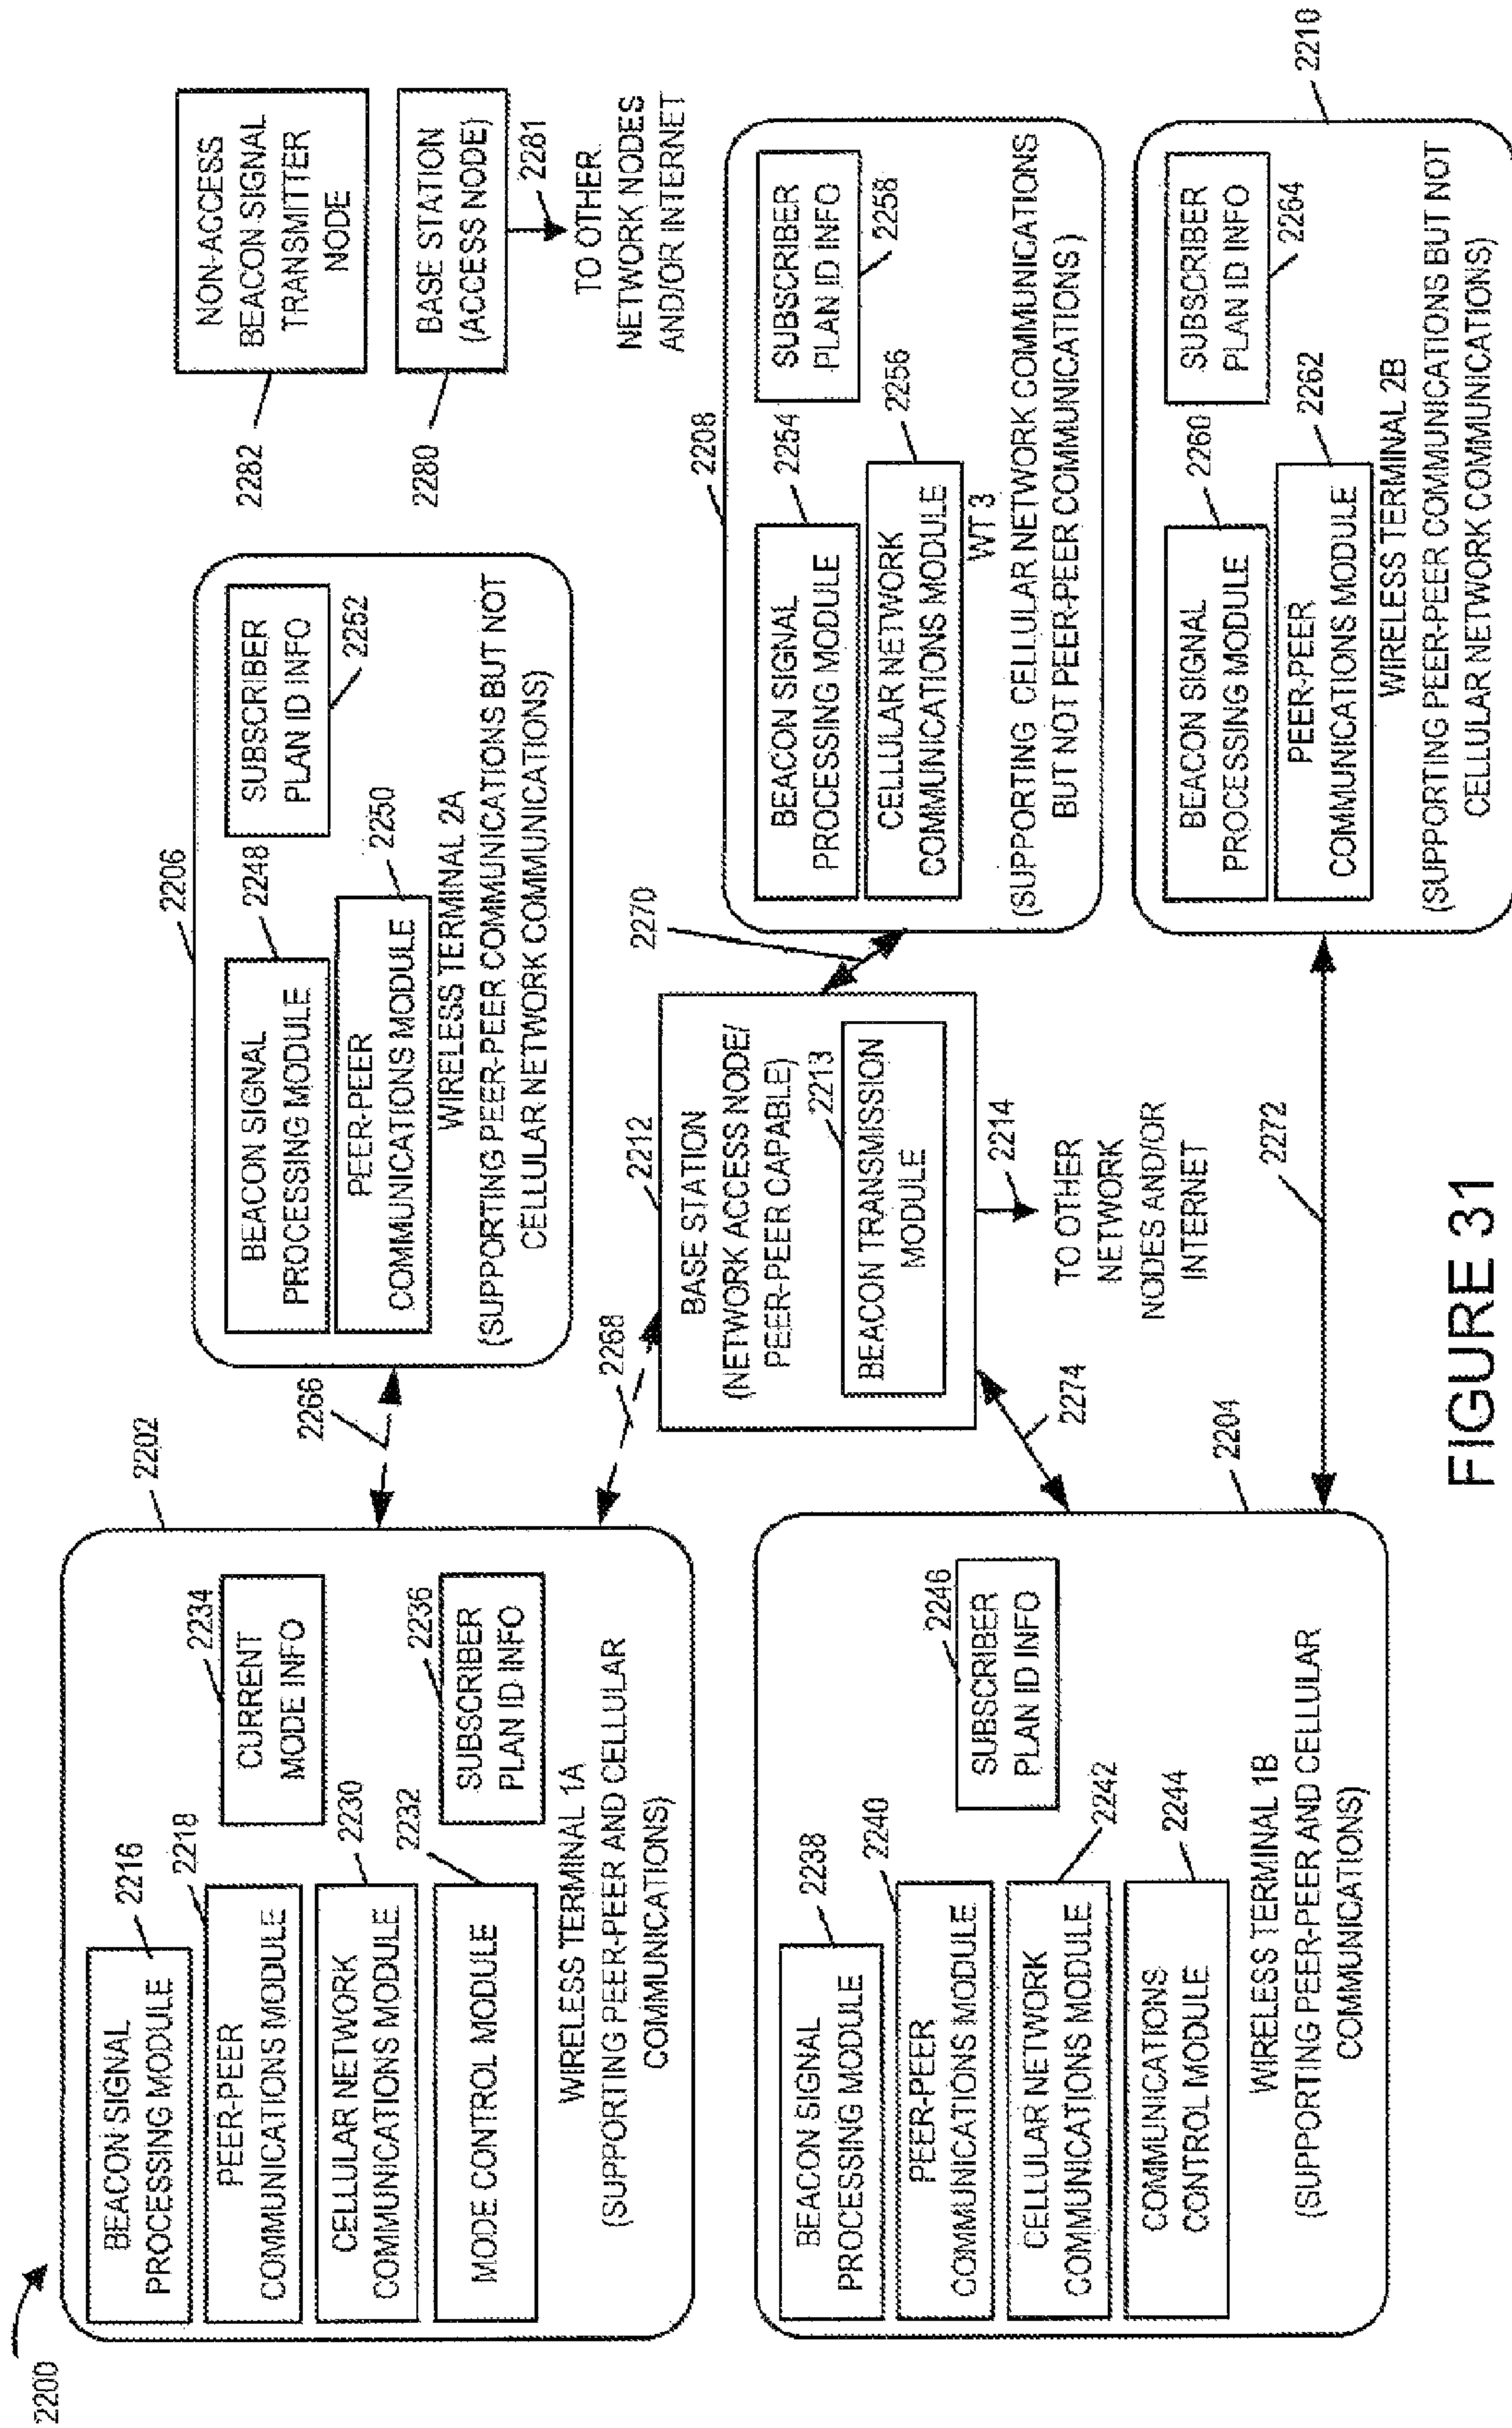 2200
2202
BEACON SIGNAL
PROCESSING MODULE
2216
PEER-PEER
COMMUNICATIONS MODULE
2218
CELLULAR NETWORK
COMMUNICATIONS MODULE
2230
MODE CONTROL MODULE
2232
CURRENT
MODE INFO
2234
SUBSCRIBER
PLAN ID INFO
2236
WIRELESS TERMINAL 1A
(SUPPORTING PEER-PEER AND CELLULAR
COMMUNICATIONS)
2266
2268
2206
BEACON SIGNAL
PROCESSING MODULE
2248
SUBSCRIBER
PLAN ID INFO
2252
PEER-PEER
COMMUNICATIONS MODULE
2250
WIRELESS TERMINAL 2A
(SUPPORTING PEER-PEER COMMUNICATIONS BUT NOT
CELLULAR NETWORK COMMUNICATIONS)
2282
NON-ACCESS
BEACON SIGNAL
TRANSMITTER
NODE
2280
BASE STATION
(ACCESS NODE)
2281
TO OTHER
NETWORK NODES
AND/OR INTERNET
2212
BASE STATION
(NETWORK ACCESS NODE/
PEER-PEER CAPABLE)
2213
BEACON TRANSMISSION
MODULE
2214
TO OTHER
NETWORK
NODES AND/OR
INTERNET
2270
2208
BEACON SIGNAL
PROCESSING MODULE
2254
SUBSCRIBER
PLAN ID INFO
2258
CELLULAR NETWORK
COMMUNICATIONS MODULE
2256
WT 3
(SUPPORTING CELLULAR NETWORK COMMUNICATIONS
BUT NOT PEER-PEER COMMUNICATIONS)
2204
BEACON SIGNAL
PROCESSING MODULE
2238
PEER-PEER
COMMUNICATIONS MODULE
2240
CELLULAR NETWORK
COMMUNICATIONS MODULE
2242
COMMUNICATIONS
CONTROL MODULE
2244
SUBSCRIBER
PLAN ID INFO
2246
WIRELESS TERMINAL 1B
(SUPPORTING PEER-PEER AND CELLULAR
COMMUNICATIONS)
2274
2272
2210
BEACON SIGNAL
PROCESSING MODULE
2260
SUBSCRIBER
PLAN ID INFO
2264
PEER-PEER
COMMUNICATIONS MODULE
2262
WIRELESS TERMINAL 2B
(SUPPORTING PEER-PEER COMMUNICATIONS BUT NOT
CELLULAR NETWORK COMMUNICATIONS)
FIGURE 31